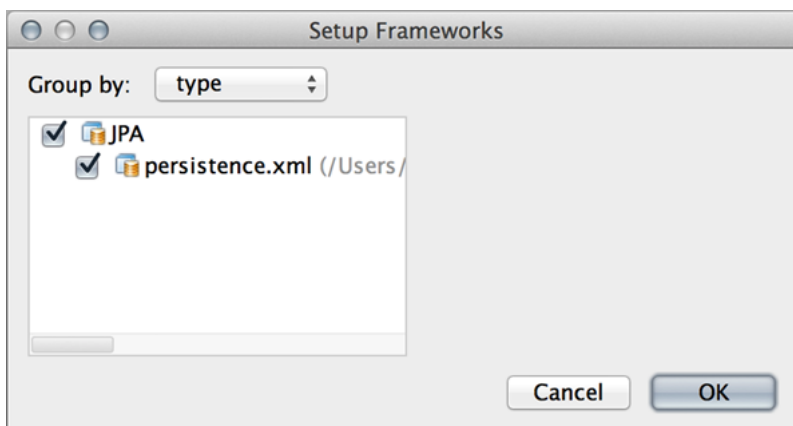 Setup Frameworks
Group by: type
JPA
persistence.xml (/Users/
Cancel OK